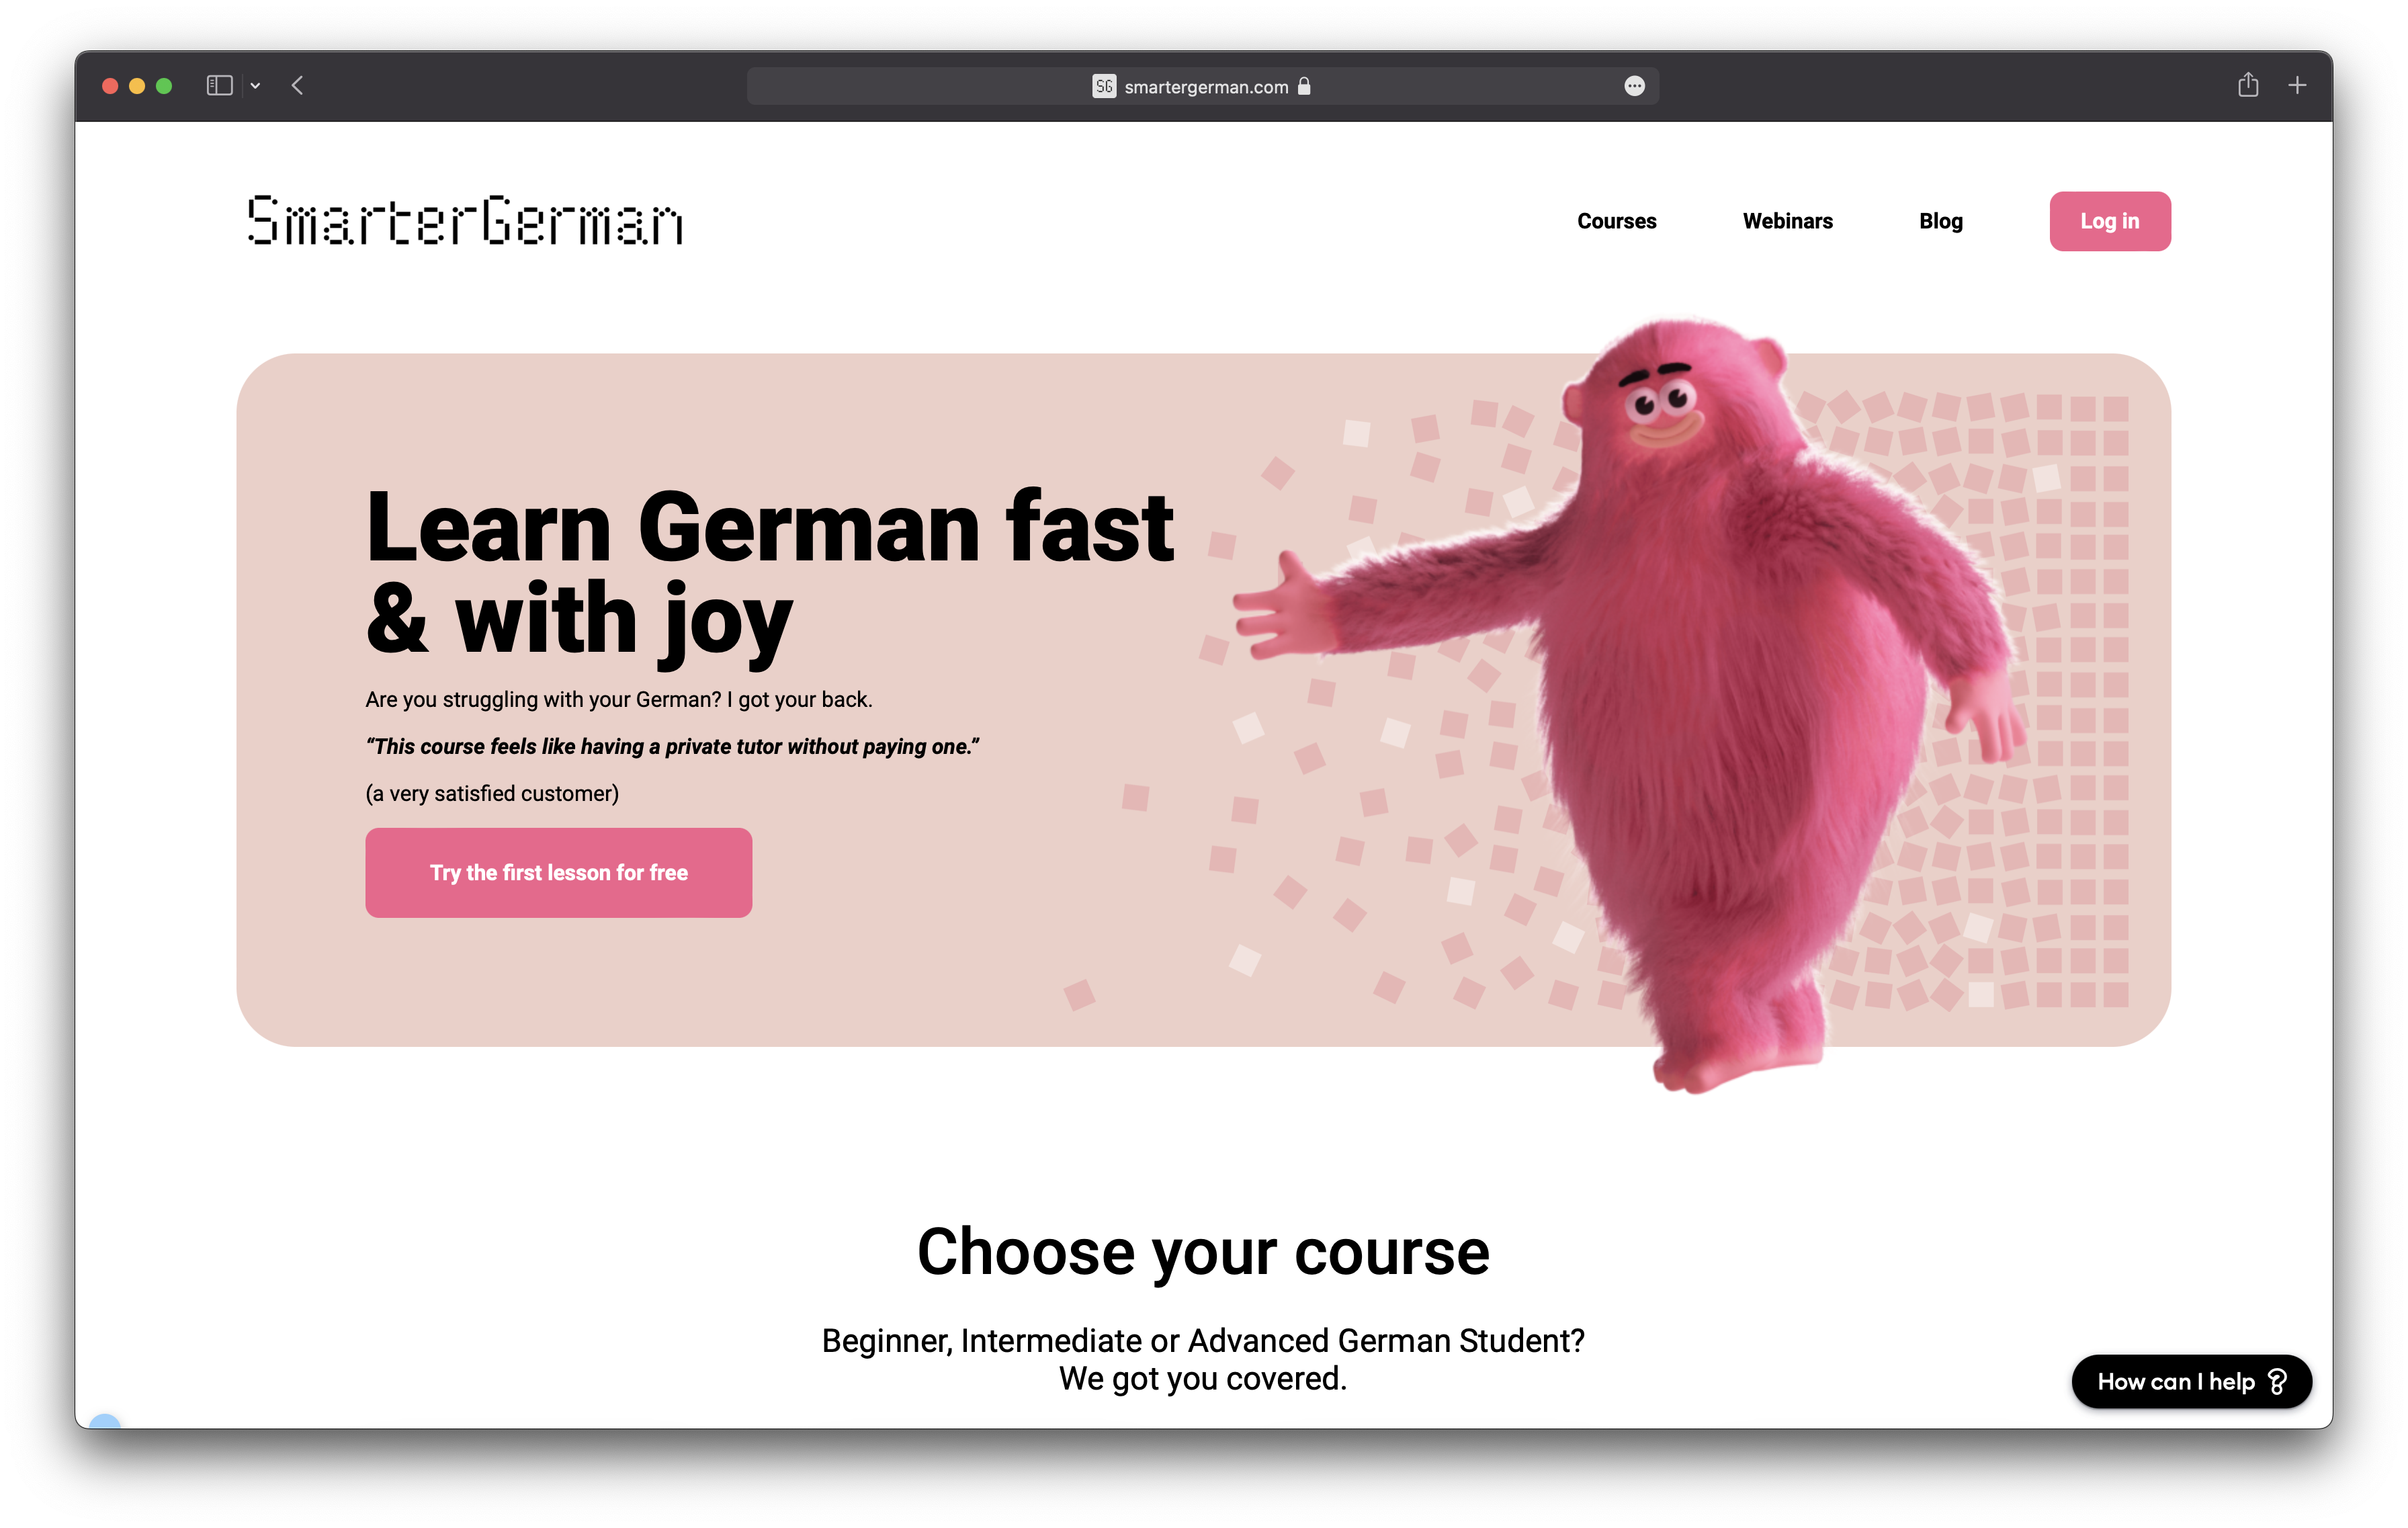 SG smartergerman.com
SmarterGerman
Courses
Webinars
Blog
Log in
Learn German fast
& with joy
Are you struggling with your German? I got your back.
“This course feels like having a private tutor without paying one.”
(a very satisfied customer)
Try the first lesson for free
Choose your course
Beginner, Intermediate or Advanced German Student?
We got you covered.
How can I help ?